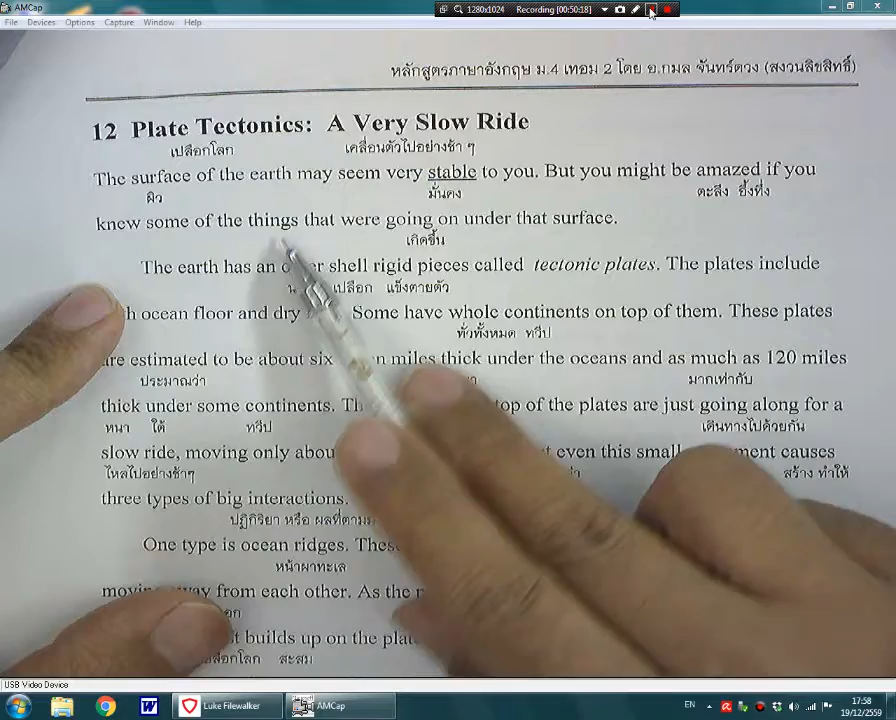 AMCap
1280x1024 Recording [00:50:18]
File Devices Options Capture Window Help
หลักสูตรภาษาอังกฤษ ม.4 เทอม 2 โดย อ.กมล จันทร์ตวง (สงวนลิขสิทธิ์)
12 Plate Tectonics: A Very Slow Ride
เปลือกโลก เคลื่อนตัวไปอย่างช้า ๆ
The surface of the earth may seem very stable to you. But you might be amazed if you
ผิว มั่นคง ตะลึง อึ้งทึ่ง
knew some of the things that were going on under that surface.
เกิดขึ้น
The earth has an shell rigid pieces called tectonic plates. The plates include
เปลือก แข็งตายตัว
ocean floor and dry Some have whole continents on top of them. These plates
ทั่วทั้งหมด ทวีป
are estimated to be about six miles thick under the oceans and as much as 120 miles
ประมาณว่า มากเท่ากับ
thick under some continents. top of the plates are just going along for a
หนา ใต้ ทวีป เดินทางไปด้วยกัน
slow ride, moving only even this small causes
ไหลไปอย่างช้าๆ สร้าง ทำให้
three types of big interactions.
ปฏิกิริยา หรือ
One type is ocean ridges.
หน้าผาทะเล
from each other. As the
builds up on the
สะสม
USB Video Device
Luke Filewalker AMCap EN 17:58
19/12/2559